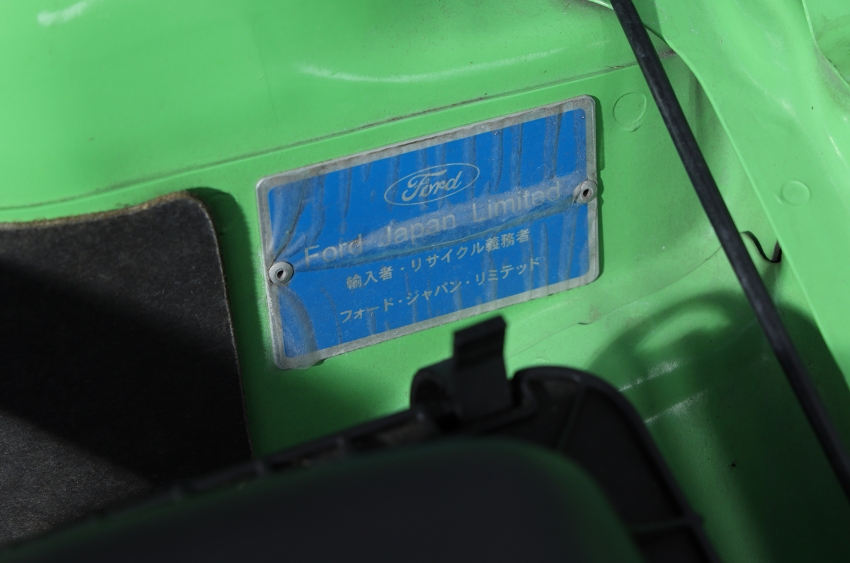 Ford
Ford Japan Limited
輸入者・リサイクル義務者
フォード・ジャパン・リミテッド